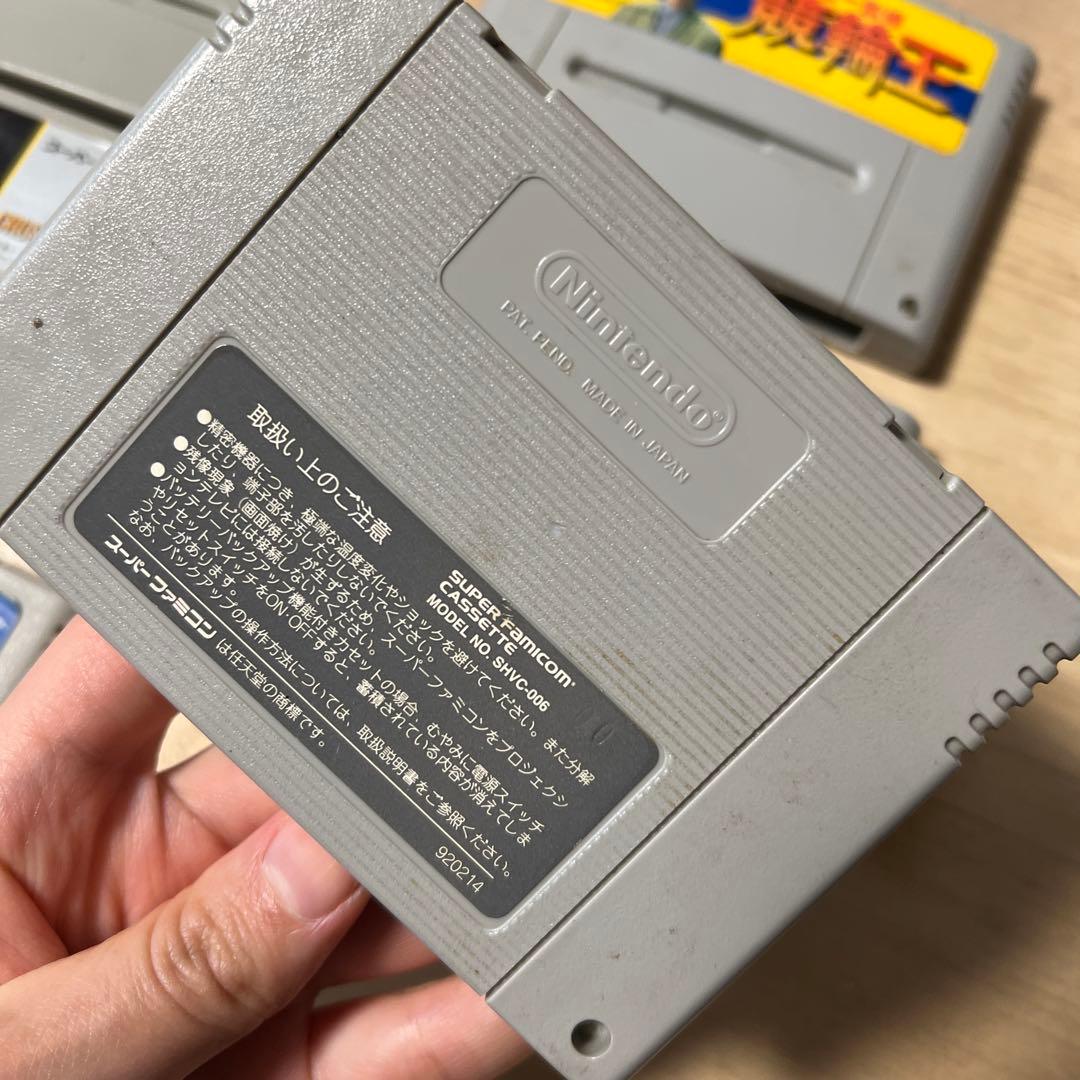 Nintendo®
PAT. PEND. MADE IN JAPAN
取扱い上のご注意
●精密機器につき、極端な温度変化やショックを避けてください。また分解
したり、端子部を汚したりしないでください。
●残像現象(画面焼け)が生ずるため、スーパーファミコンをプロジェクシ
ョンテレビには接続しないでください。
●バッテリーバックアップ機能付きカセットの場合、むやみに電源スイッチ
やリセットスイッチをON OFFすると、蓄積されている内容が消えてしま
うことがあります。
なお、バックアップの操作方法については、取扱説明書をご参照ください。
スーパーファミコンは任天堂の商標です。
920214
SUPER Famicom®
CASSETTE
MODEL NO. SHVC-006
競輪王
スーパー